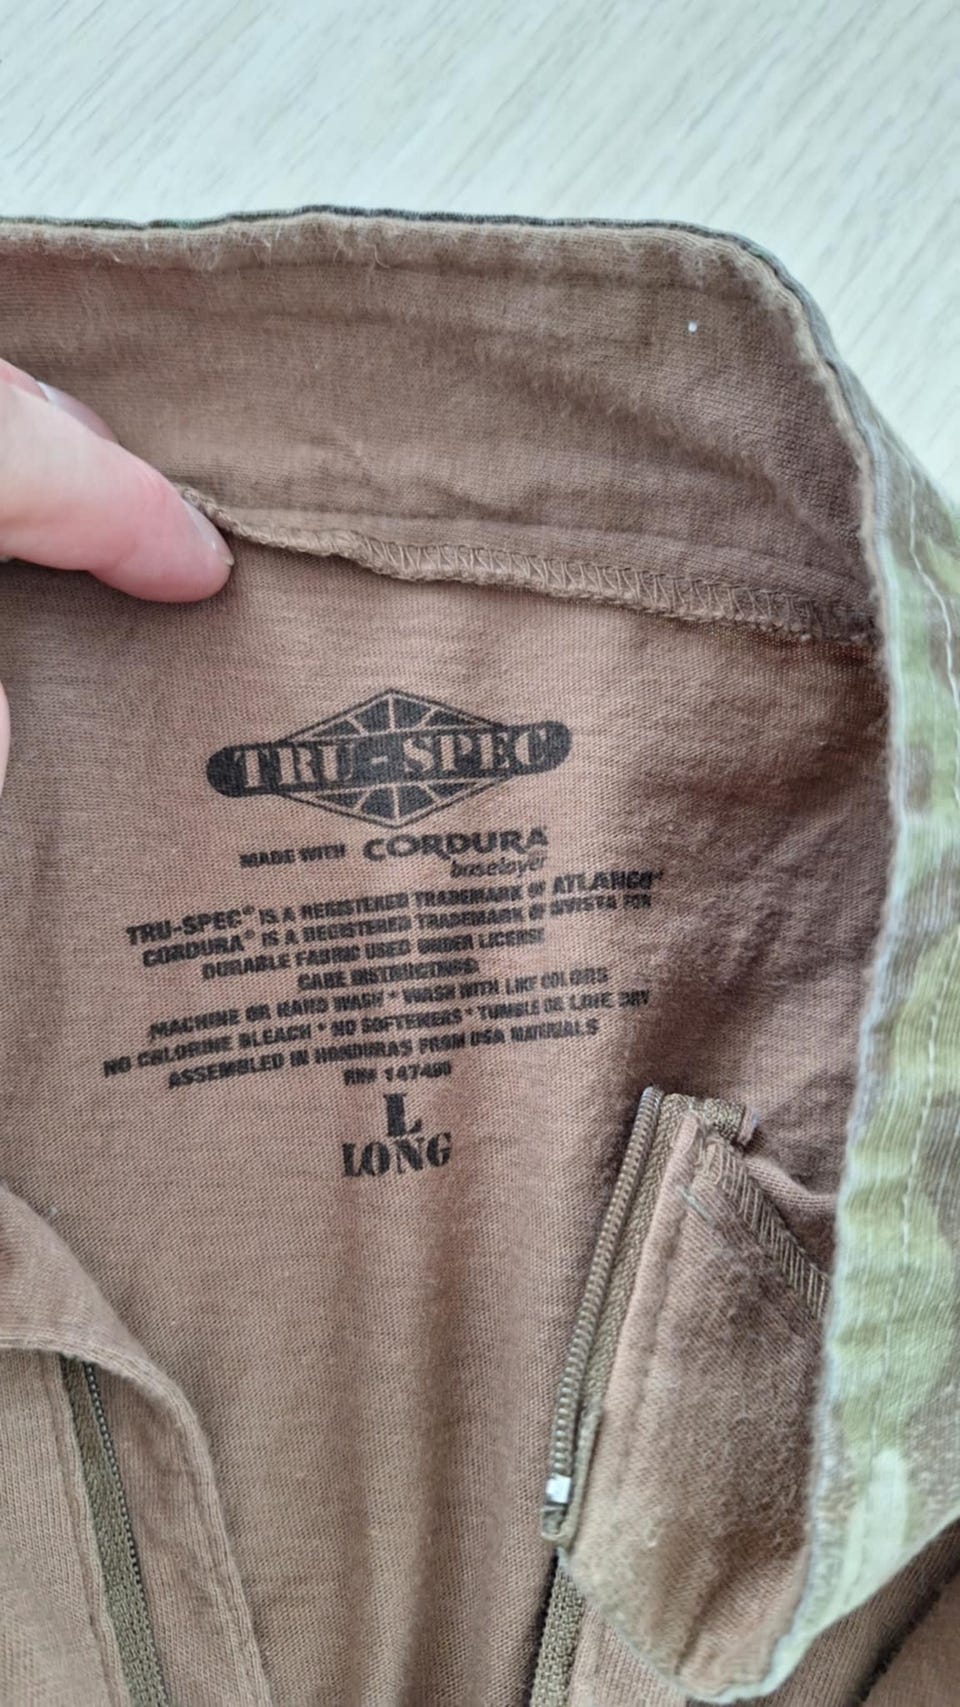 TRU-SPEC
MADE WITH CORDURA
baselayer
TRU-SPEC® IS A REGISTERED TRADEMARK OF ATLANCO®
CORDURA® IS A REGISTERED TRADEMARK OF INVISTA FOR
DURABLE FABRIC USED UNDER LICENSE
CARE INSTRUCTIONS:
MACHINE OR HAND WASH * WASH WITH LIKE COLORS
NO CHLORINE BLEACH * NO SOFTENERS * TUMBLE OR LINE DRY
ASSEMBLED IN HONDURAS FROM USA MATERIALS
RN# 147490
L
LONG